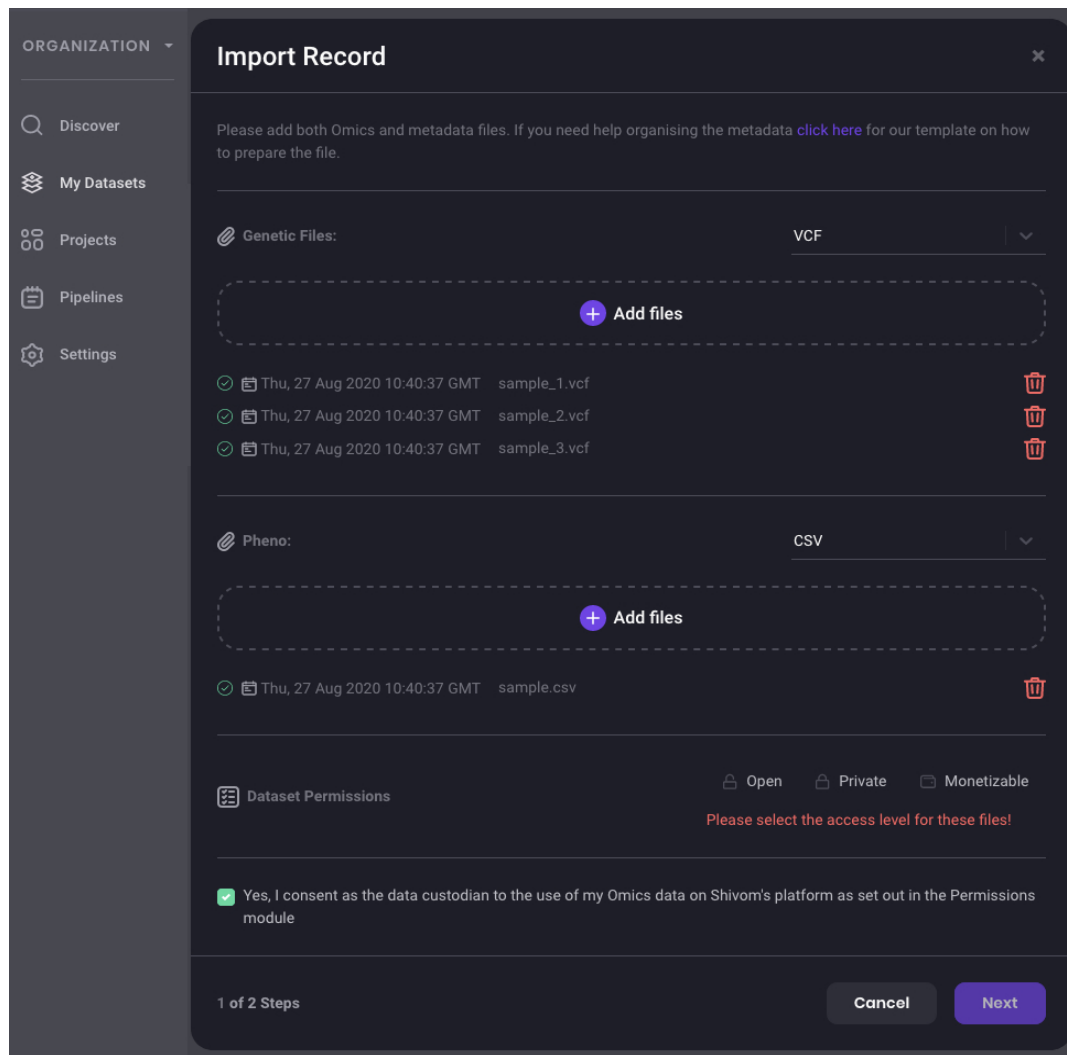 ORGANIZATION
Discover
My Datasets
Projects
Pipelines
Settings
Import Record
Please add both Omics and metadata files. If you need help organising the metadata click here for our template on how
to prepare the file.
Genetic Files:
VCF
Add files
Thu, 27 Aug 2020 10:40:37 GMT sample_1.vcf
Thu, 27 Aug 2020 10:40:37 GMT sample_2.vcf
Thu, 27 Aug 2020 10:40:37 GMT sample_3.vcf
Pheno:
CSV
Add files
Thu, 27 Aug 2020 10:40:37 GMT sample.csv
Dataset Permissions
Open Private Monetizable
Please select the access level for these files!
Yes, I consent as the data custodian to the use of my Omics data on Shivom's platform as set out in the Permissions
module
1 of 2 Steps
Cancel
Next